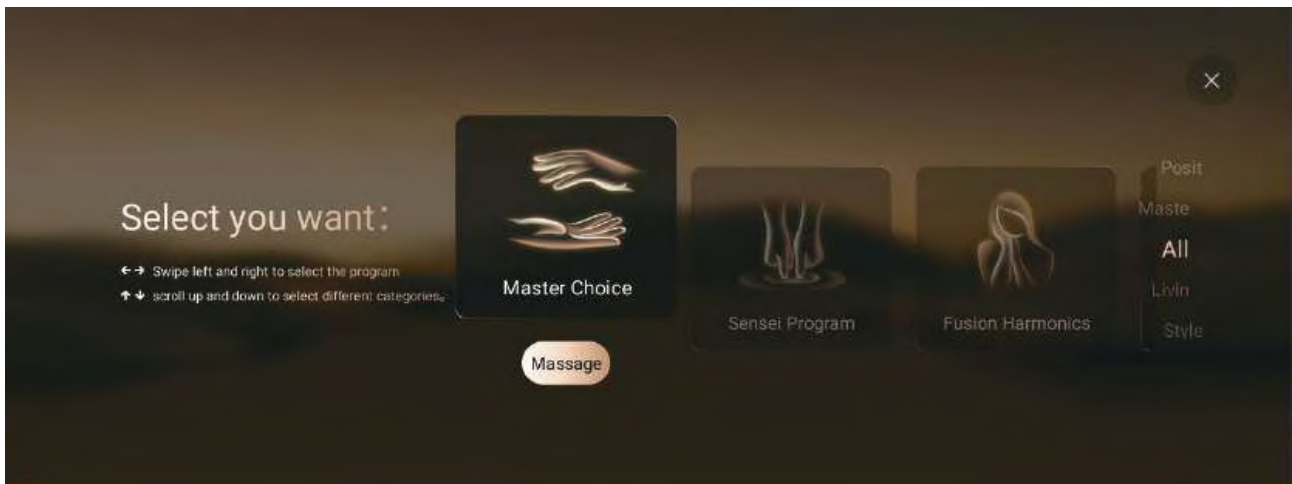 Select you want:
←→ Swipe left and right to select the program
↑↓ scroll up and down to select different categories。
Master Choice
Massage
Sensei Program
Fusion Harmonics
Posit
Maste
All
Livin
Style